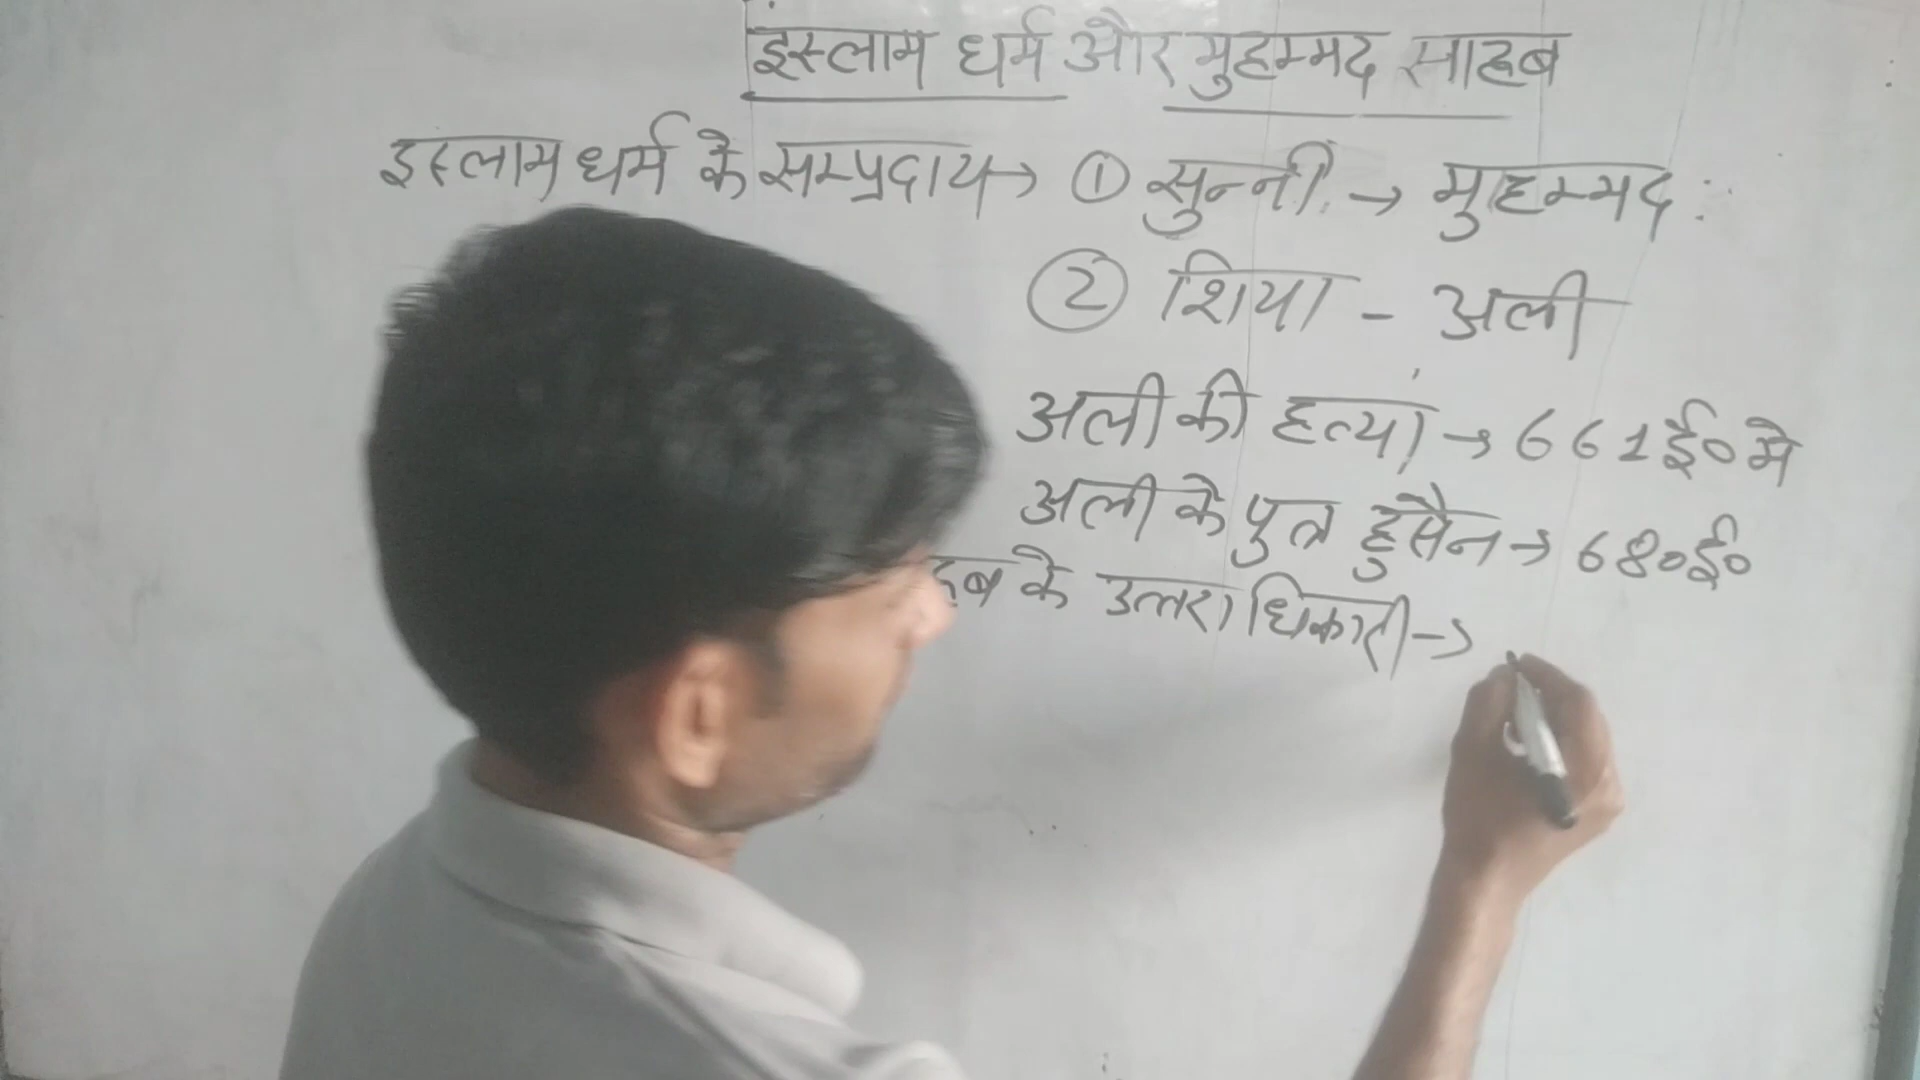 इस्लाम धर्म और मुहम्मद साहब
इस्लाम धर्म के सम्प्रदाय → ① सुन्नी → मुहम्मद
② शिया - अली
अली की हत्या → 661 ई० मे
अली के पुत्र हुसैन → 680 ई०
के उत्तराधिकारी →